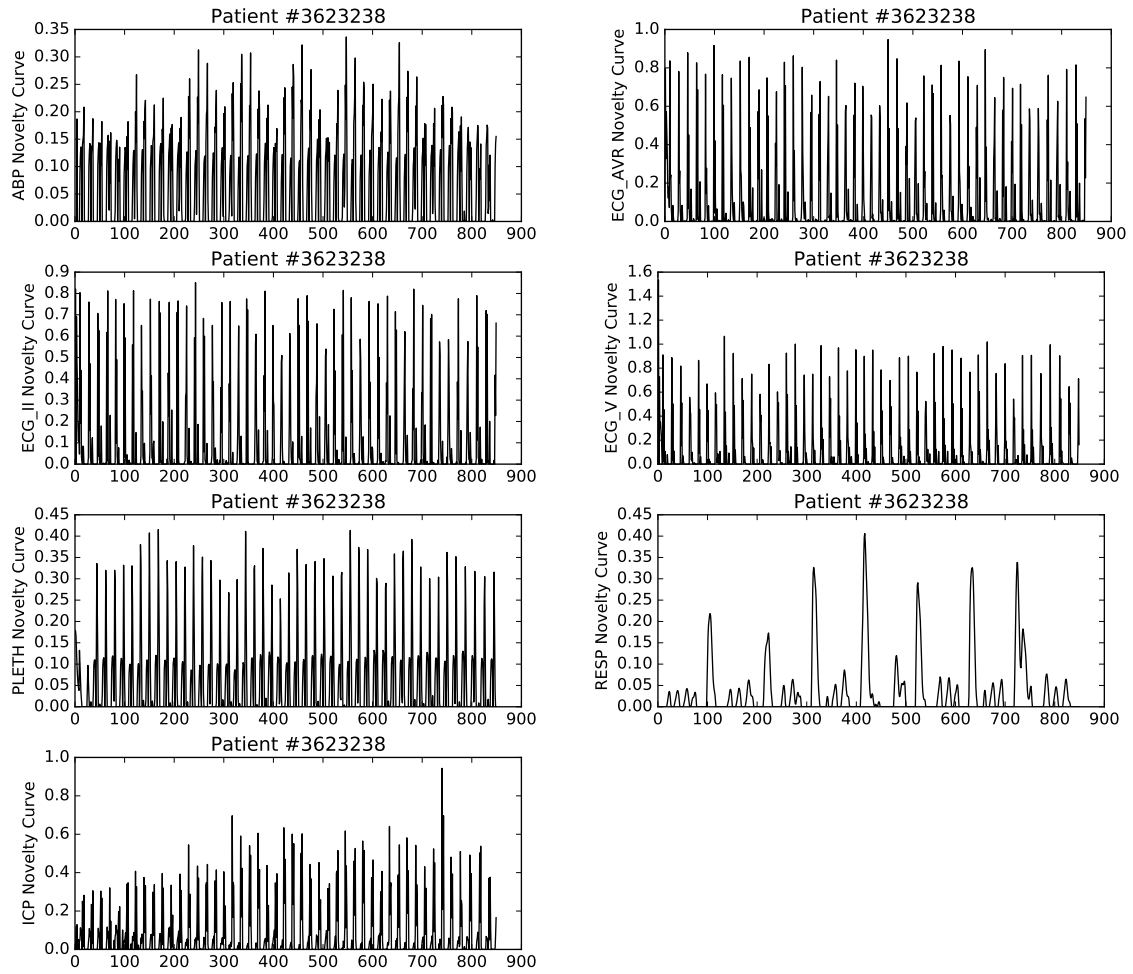 Patient #3623238
ABP Novelty Curve
0.35
0.30
0.25
0.20
0.15
0.10
0.05
0.00
0 100 200 300 400 500 600 700 800 900
Patient #3623238
ECG_AVR Novelty Curve
1.0
0.8
0.6
0.4
0.2
0.0
0 100 200 300 400 500 600 700 800 900
Patient #3623238
ECG_II Novelty Curve
0.9
0.8
0.7
0.6
0.5
0.4
0.3
0.2
0.1
0.0
0 100 200 300 400 500 600 700 800 900
Patient #3623238
ECG_V Novelty Curve
1.6
1.4
1.2
1.0
0.8
0.6
0.4
0.2
0.0
0 100 200 300 400 500 600 700 800 900
Patient #3623238
PLETH Novelty Curve
0.45
0.40
0.35
0.30
0.25
0.20
0.15
0.10
0.05
0.00
0 100 200 300 400 500 600 700 800 900
Patient #3623238
RESP Novelty Curve
0.45
0.40
0.35
0.30
0.25
0.20
0.15
0.10
0.05
0.00
0 100 200 300 400 500 600 700 800 900
Patient #3623238
ICP Novelty Curve
1.0
0.8
0.6
0.4
0.2
0.0
0 100 200 300 400 500 600 700 800 900